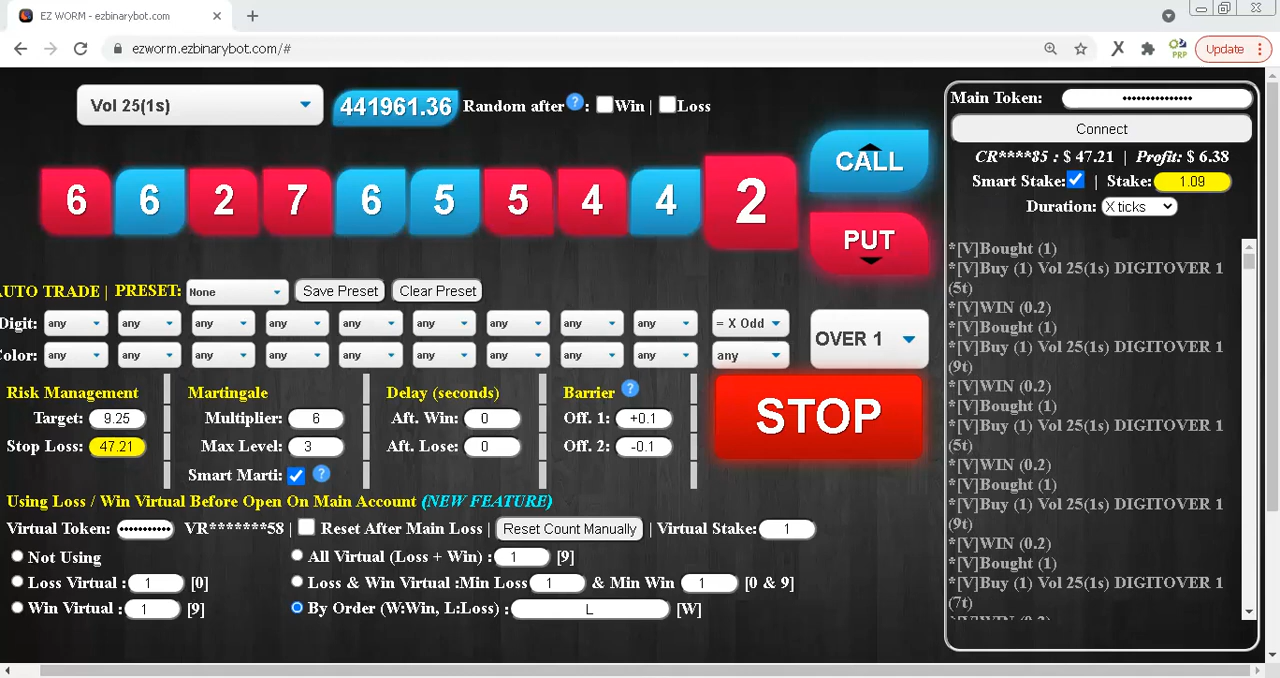 EZ WORM - ezbinarybot.com
ezworm.ezbinarybot.com/#
PRP
Update
Vol 25(1s)
441961.36
Random after ? : Win | Loss
CALL
PUT
6 6 2 7 6 5 5 4 4 2
AUTO TRADE | PRESET: None Save Preset Clear Preset
Digit: any any any any any any any any any = X Odd
Color: any any any any any any any any any any
OVER 1
Risk Management
Target: 9.25
Stop Loss: 47.21
Martingale
Multiplier: 6
Max Level: 3
Smart Marti: ?
Delay (seconds)
Aft. Win: 0
Aft. Lose: 0
Barrier ?
Off. 1: +0.1
Off. 2: -0.1
STOP
Using Loss / Win Virtual Before Open On Main Account (NEW FEATURE)
Virtual Token: •••••••••••• VR*******58 | Reset After Main Loss | Reset Count Manually | Virtual Stake: 1
Not Using
All Virtual (Loss + Win) : 1 [9]
Loss Virtual : 1 [0]
Loss & Win Virtual :Min Loss 1 & Min Win 1 [0 & 9]
Win Virtual : 1 [9]
By Order (W:Win, L:Loss) : L [W]
Main Token: •••••••••••••••
Connect
CR****85 : $ 47.21 | Profit: $ 6.38
Smart Stake: | Stake: 1.09
Duration: X ticks
*[V]Bought (1)
*[V]Buy (1) Vol 25(1s) DIGITOVER 1
(5t)
*[V]WIN (0.2)
*[V]Bought (1)
*[V]Buy (1) Vol 25(1s) DIGITOVER 1
(9t)
*[V]WIN (0.2)
*[V]Bought (1)
*[V]Buy (1) Vol 25(1s) DIGITOVER 1
(5t)
*[V]WIN (0.2)
*[V]Bought (1)
*[V]Buy (1) Vol 25(1s) DIGITOVER 1
(9t)
*[V]WIN (0.2)
*[V]Bought (1)
*[V]Buy (1) Vol 25(1s) DIGITOVER 1
(7t)
*[V]WIN (0.2)